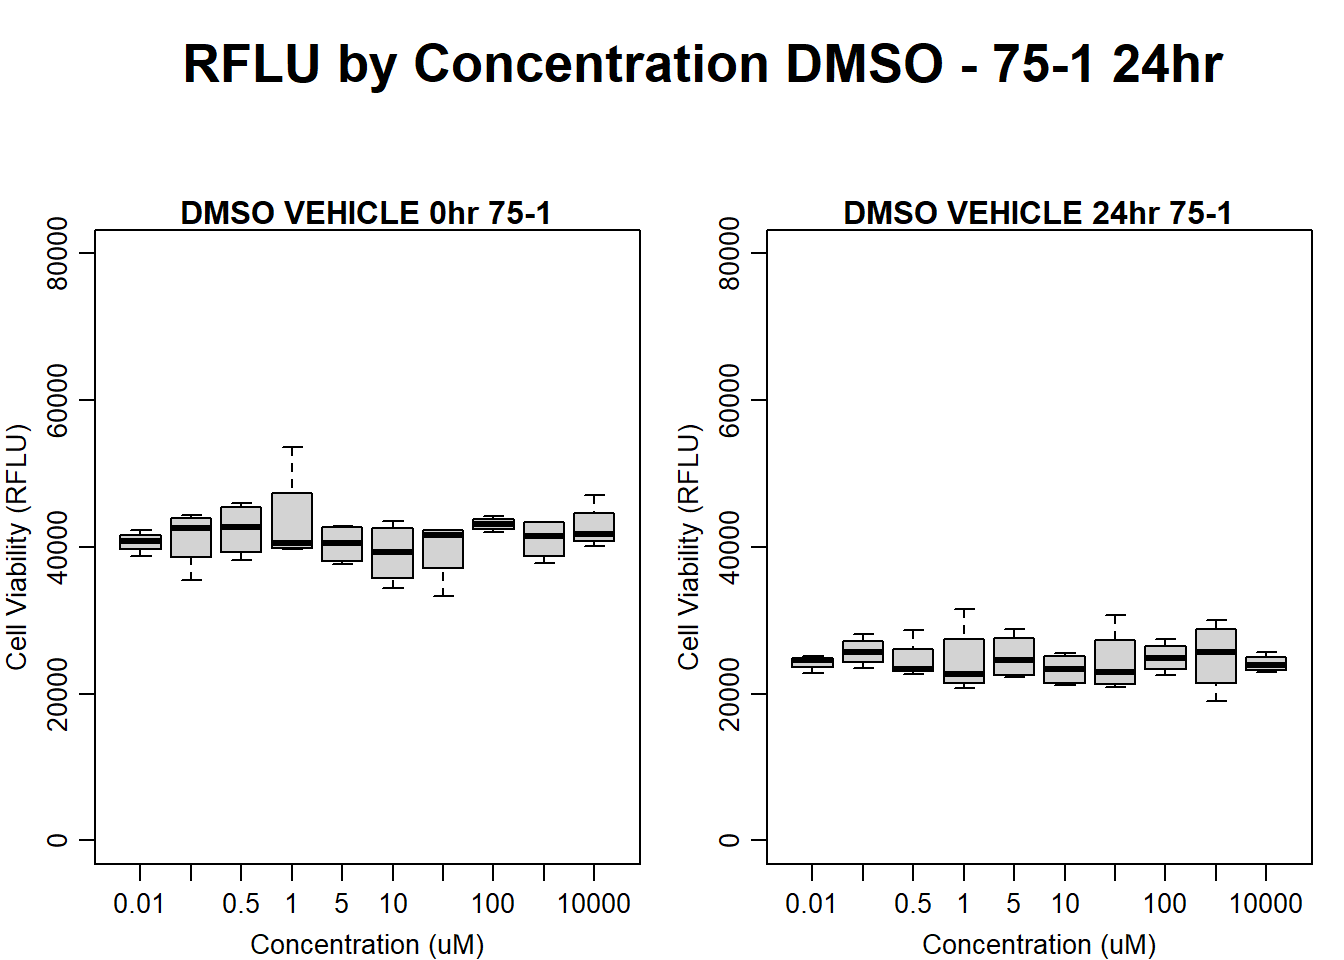 RFLU by Concentration DMSO - 75-1 24hr
DMSO VEHICLE 0hr 75-1
Cell Viability (RFLU)
80000
60000
40000
20000
0
0.01 0.5 1 5 10 100 10000
Concentration (uM)
DMSO VEHICLE 24hr 75-1
Cell Viability (RFLU)
80000
60000
40000
20000
0
0.01 0.5 1 5 10 100 10000
Concentration (uM)